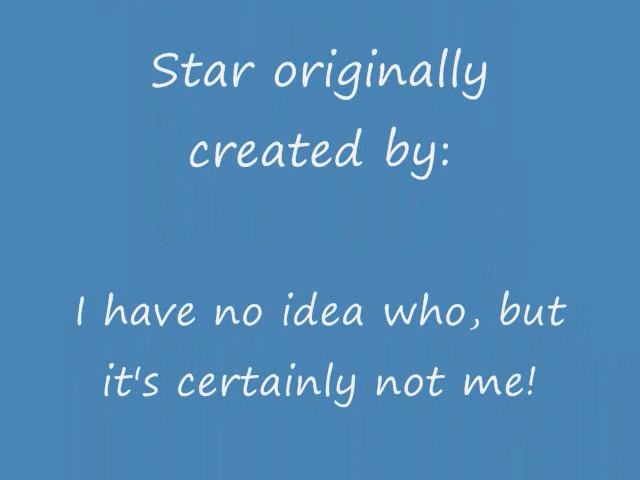 Star originally
created by:
I have no idea who, but
it's certainly not me!